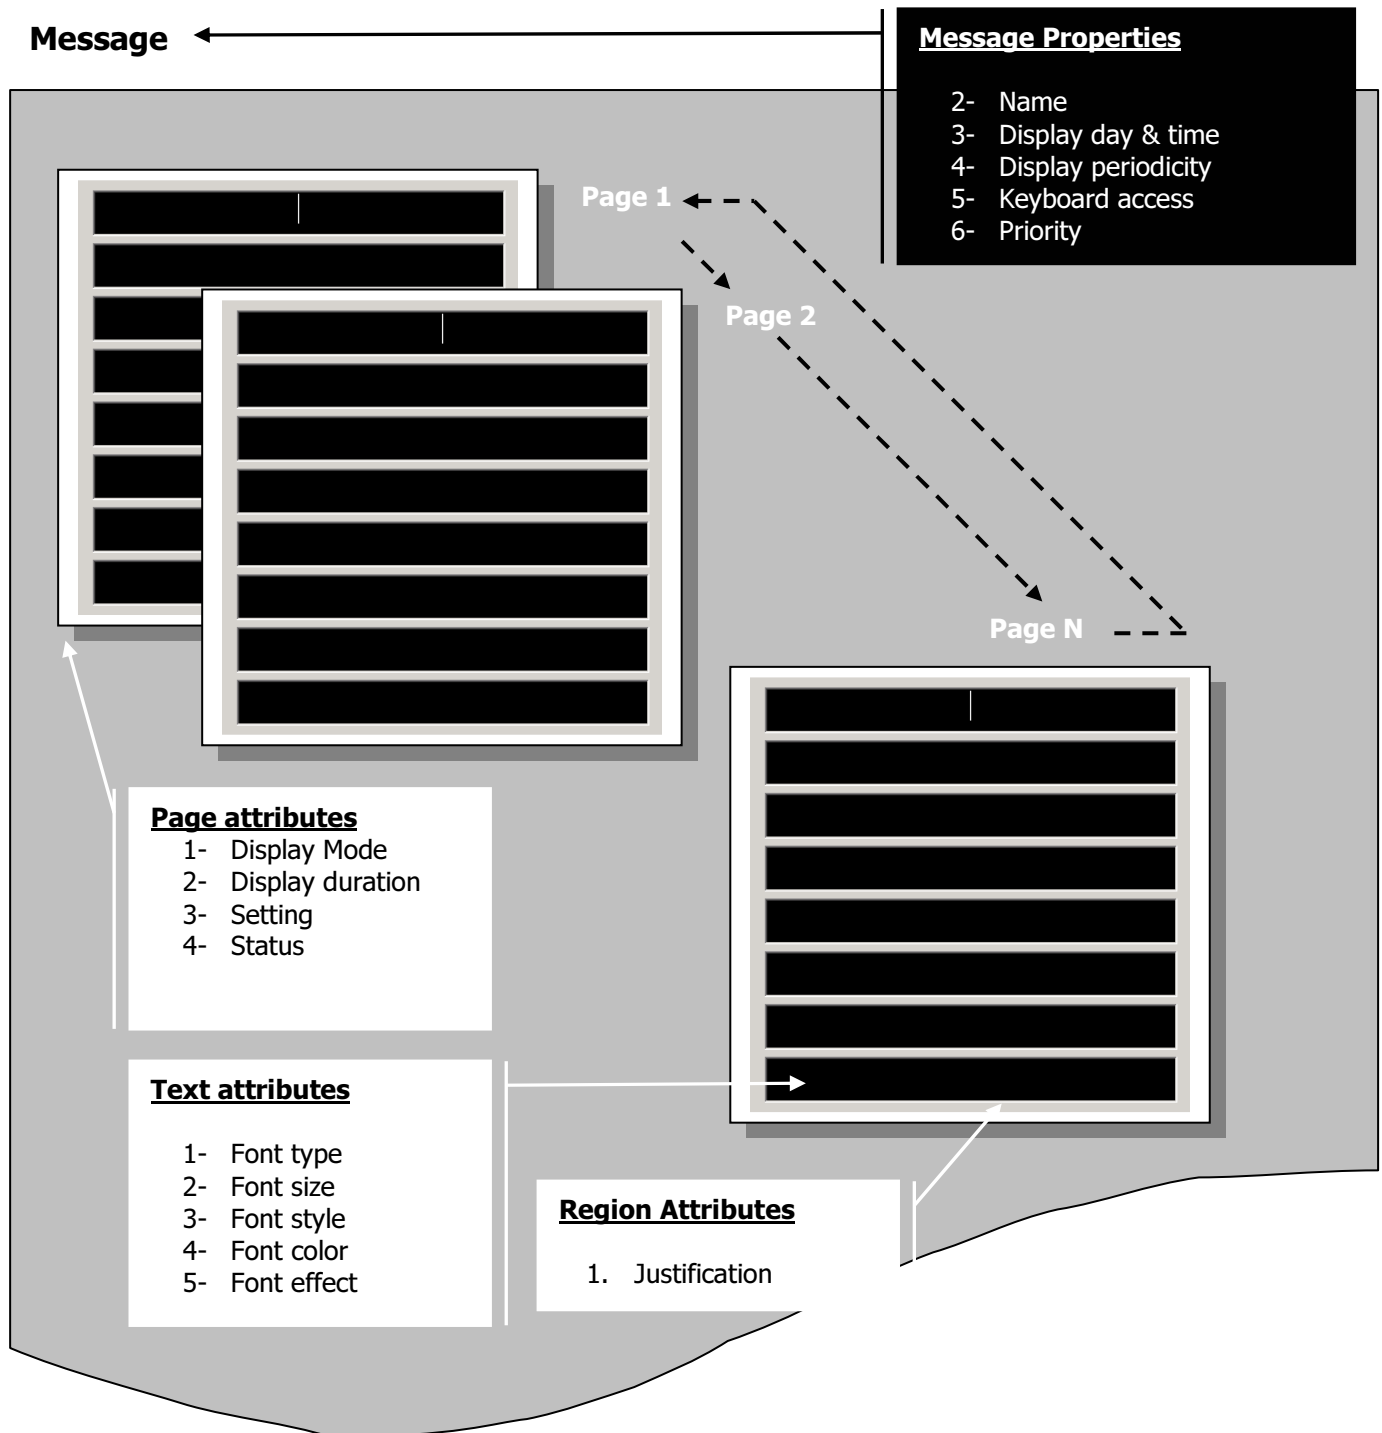 Message
Message Properties
2- Name
3- Display day & time
4- Display periodicity
5- Keyboard access
6- Priority
Page 1
Page 2
Page N
Page attributes
1- Display Mode
2- Display duration
3- Setting
4- Status
Text attributes
1- Font type
2- Font size
3- Font style
4- Font color
5- Font effect
Region Attributes
1. Justification